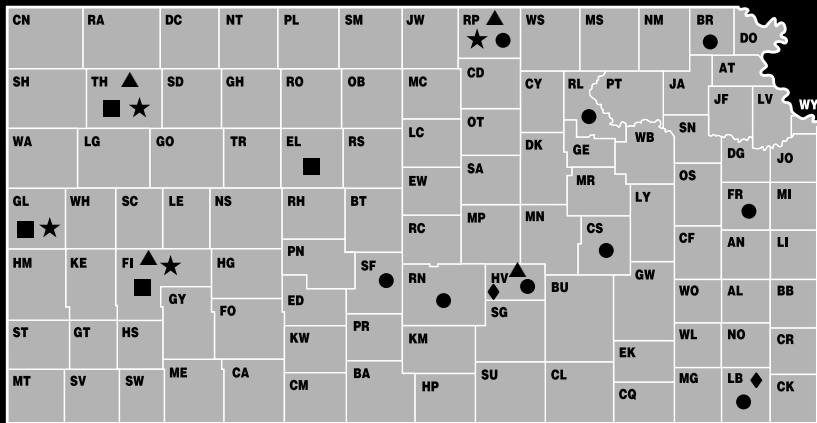 CN RA DC NT PL SM JW RP WS MS NM BR DO
SH TH SD GH RO OB MC CD CY RL PT JA AT
JF LV WY
WA LG GO TR EL RS LC OT DK GE WB SN DG JO
EW SA MR OS
GL WH SC LE NS RH BT RC MP MN CS LY FR MI
HM KE FI HG PN SF RN HV GW CF AN LI
GY ED SG BU WO AL BB
ST GT HS FO KW PR KM EK WL NO CR
MT SV SW ME CA CM BA HP SU CL CQ MG LB CK